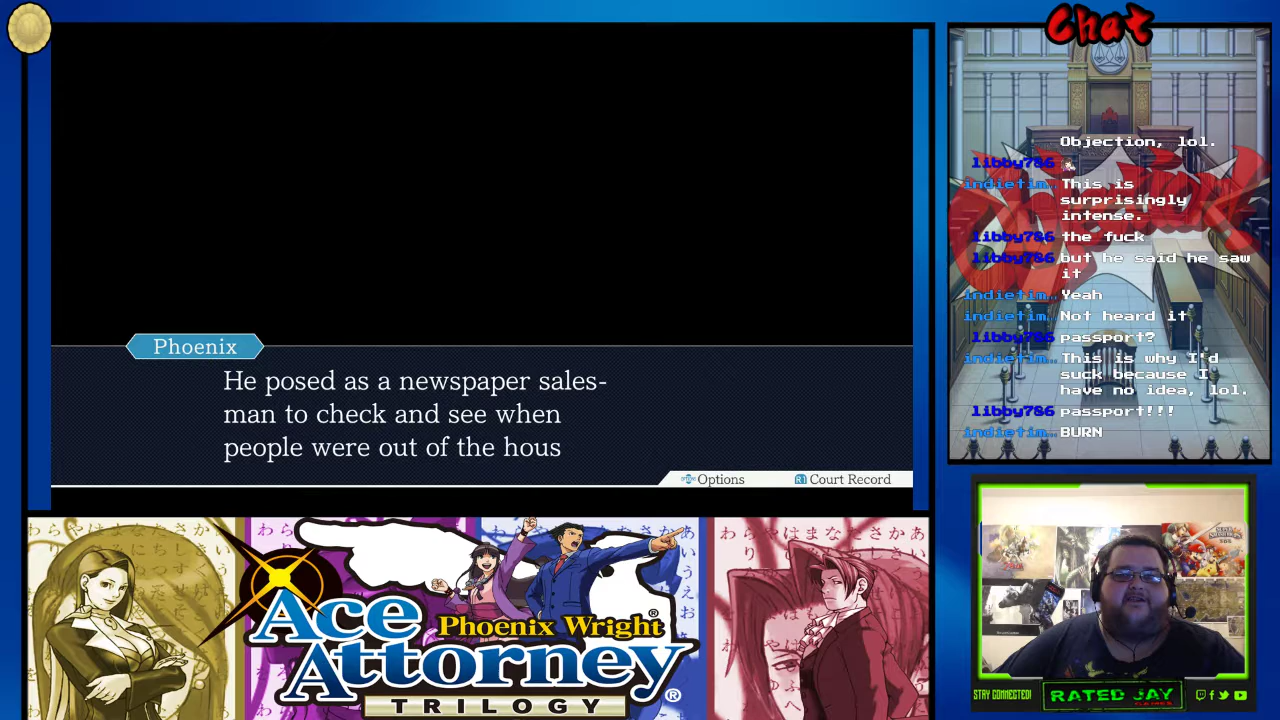 Chat
Objection, lol.
libby786
indietim… This is
surprisingly
intense.
libby786 the fuck
libby786 but he said he saw
it
indietim… Yeah
indietim… Not heard it
libby786 passport?
indietim… This is why I'd
suck because I
have no idea, lol.
libby786 passport!!!
indietim… BURN
Phoenix
He posed as a newspaper sales-
man to check and see when
people were out of the hous
Options
R1 Court Record
Phoenix Wright®
Ace
Attorney®
TRILOGY
STAY CONNECTED!
RATED JAY
GAMES